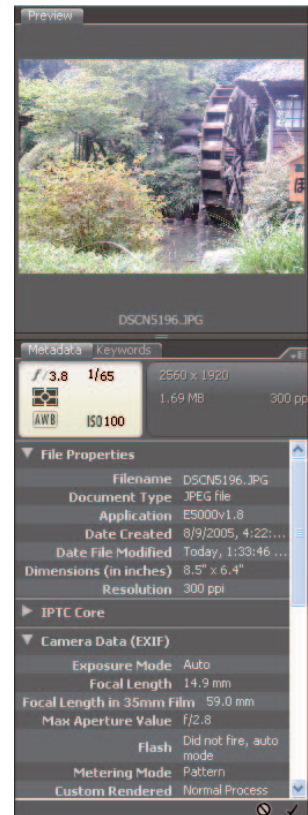 Preview
DSCN5196.JPG
Metadata Keywords
f/3.8 1/65
2560 x 1920
1.69 MB 300 pp
AWB ISO 100
File Properties
Filename DSCN5196.JPG
Document Type JPEG file
Application E5000v1.8
Date Created 8/9/2005, 4:22:...
Date File Modified Today, 1:33:46 ...
Dimensions (in inches) 8.5" x 6.4"
Resolution 300 ppi
IPTC Core
Camera Data (EXIF)
Exposure Mode Auto
Focal Length 14.9 mm
Focal Length in 35mm Film 59.0 mm
Max Aperture Value f/2.8
Flash Did not fire, auto
mode
Metering Mode Pattern
Custom Rendered Normal Process